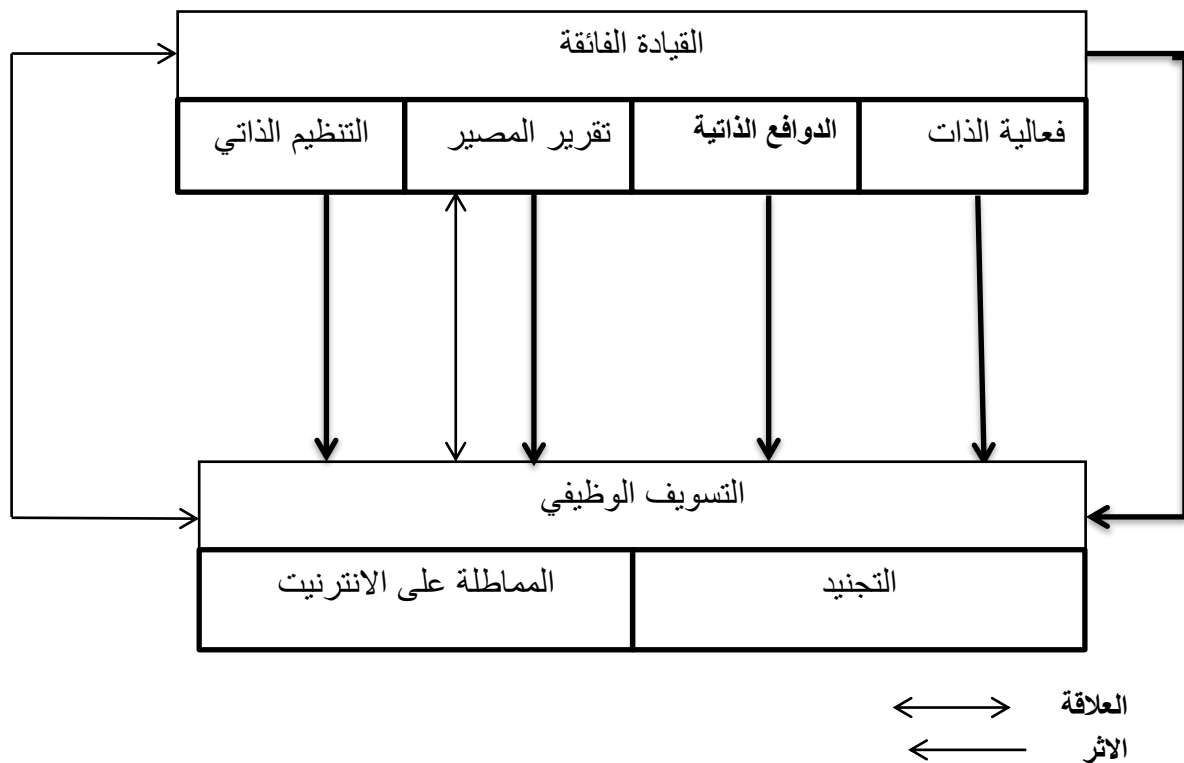 القيادة الفائقة
فعالية الذات
الدوافع الذاتية
تقرير المصير
التنظيم الذاتي
التسويف الوظيفي
التجنيد
المماطلة على الانترنيت
العلاقة
الاثر